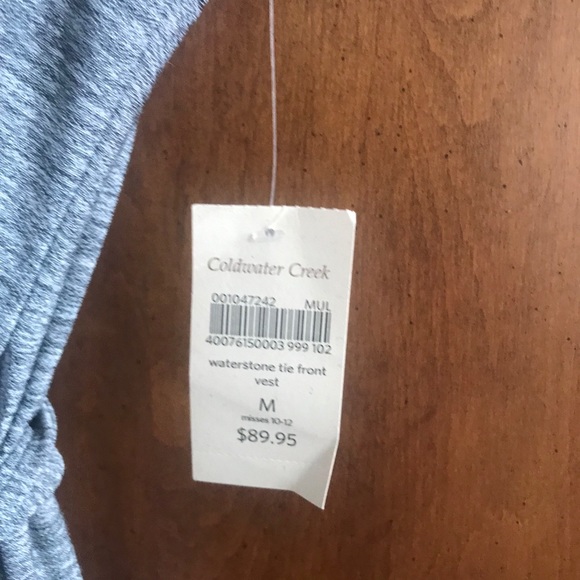 Coldwater Creek
001047242 MUL
40076150003 999 102
waterstone tie front
vest
M
misses 10-12
$89.95